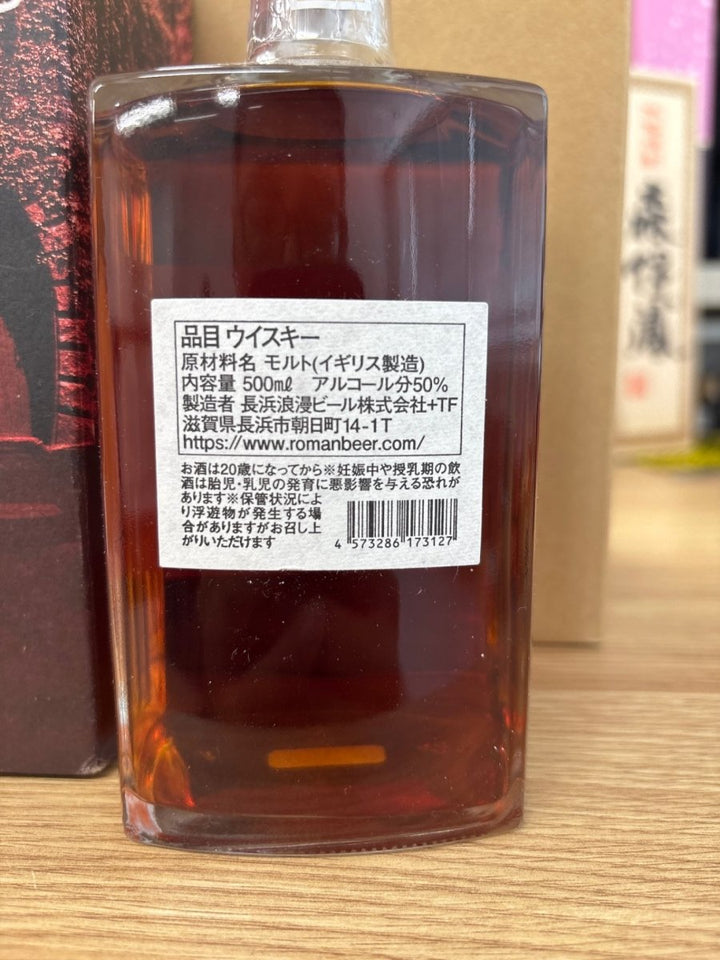 品目 ウイスキー
原材料名 モルト(イギリス製造)
内容量 500mℓ アルコール分50%
製造者 長浜浪漫ビール株式会社+TF
滋賀県長浜市朝日町14-1T
https://www.romanbeer.com/
お酒は20歳になってから※妊娠中や授乳期の飲
酒は胎児・乳児の発育に悪影響を与える恐れが
あります※保管状況によ
り浮遊物が発生する場
合がありますがお召し上
がりいただけます
4 573286 173127